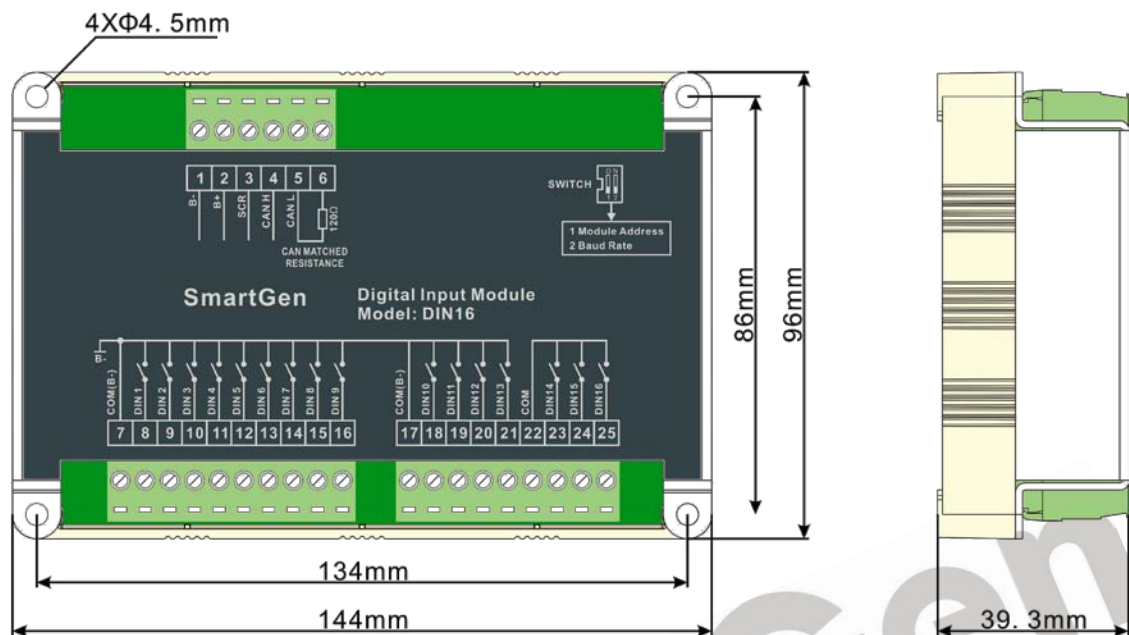 4XΦ4. 5mm
1 2 3 4 5 6
B- B+ SCR CAN H CAN L 120Ω
CAN MATCHED
RESISTANCE
SWITCH
ON
1 2
1 Module Address
2 Baud Rate
SmartGen
Digital Input Module
Model: DIN16
B-
COM(B-) DIN 1 DIN 2 DIN 3 DIN 4 DIN 5 DIN 6 DIN 7 DIN 8 DIN 9 COM(B-) DIN10 DIN11 DIN12 DIN13 COM DIN14 DIN15 DIN16
7 8 9 10 11 12 13 14 15 16 17 18 19 20 21 22 23 24 25
86mm
96mm
134mm
144mm
39. 3mm
Gen